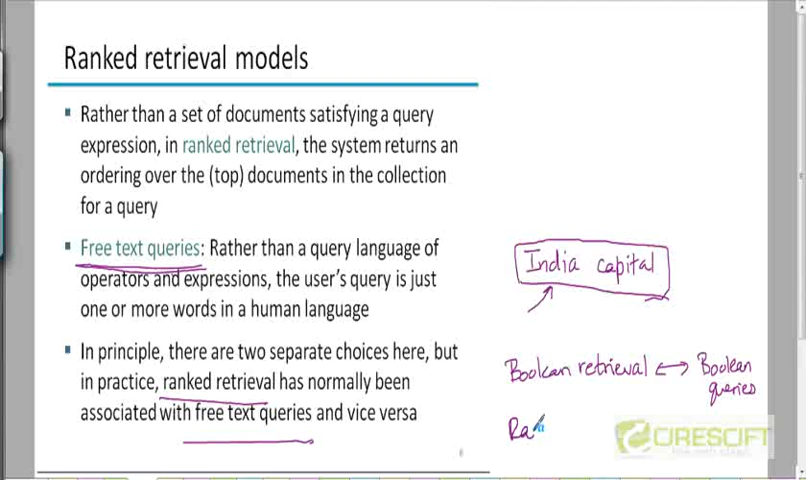 Ranked retrieval models
Rather than a set of documents satisfying a query
expression, in ranked retrieval, the system returns an
ordering over the (top) documents in the collection
for a query
Free text queries: Rather than a query language of
operators and expressions, the user's query is just
one or more words in a human language
In principle, there are two separate choices here, but
in practice, ranked retrieval has normally been
associated with free text queries and vice versa
India capital
Boolean retrieval ↔ Boolean
queries
Ra